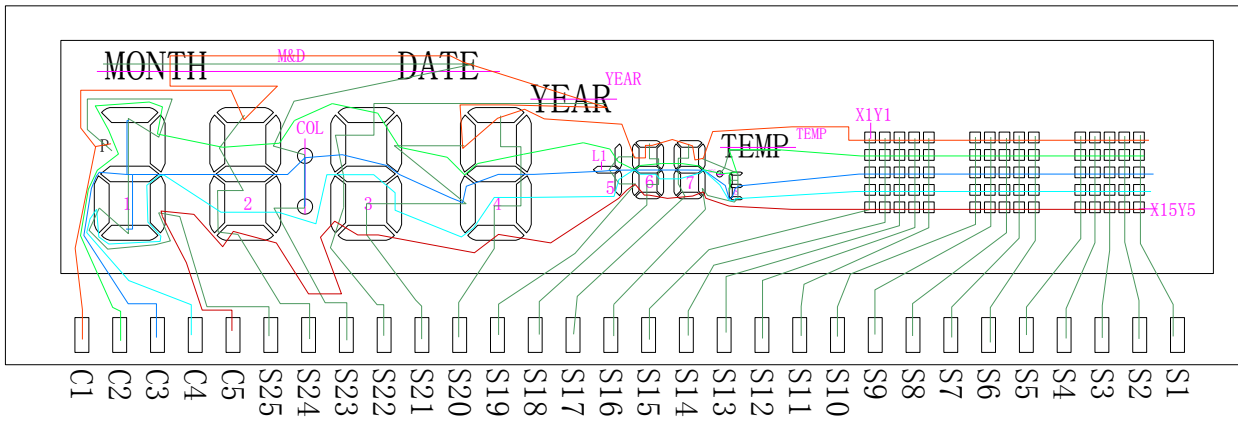 MONTH M&D DATE
YEAR YEAR
X1Y1
COL TEMP
P L1 TEMP
1 2 3 4 5 6 7
X15Y5
C1 C2 C3 C4 C5 S25 S24 S23 S22 S21 S20 S19 S18 S17 S16 S15 S14 S13 S12 S11 S10 S9 S8 S7 S6 S5 S4 S3 S2 S1